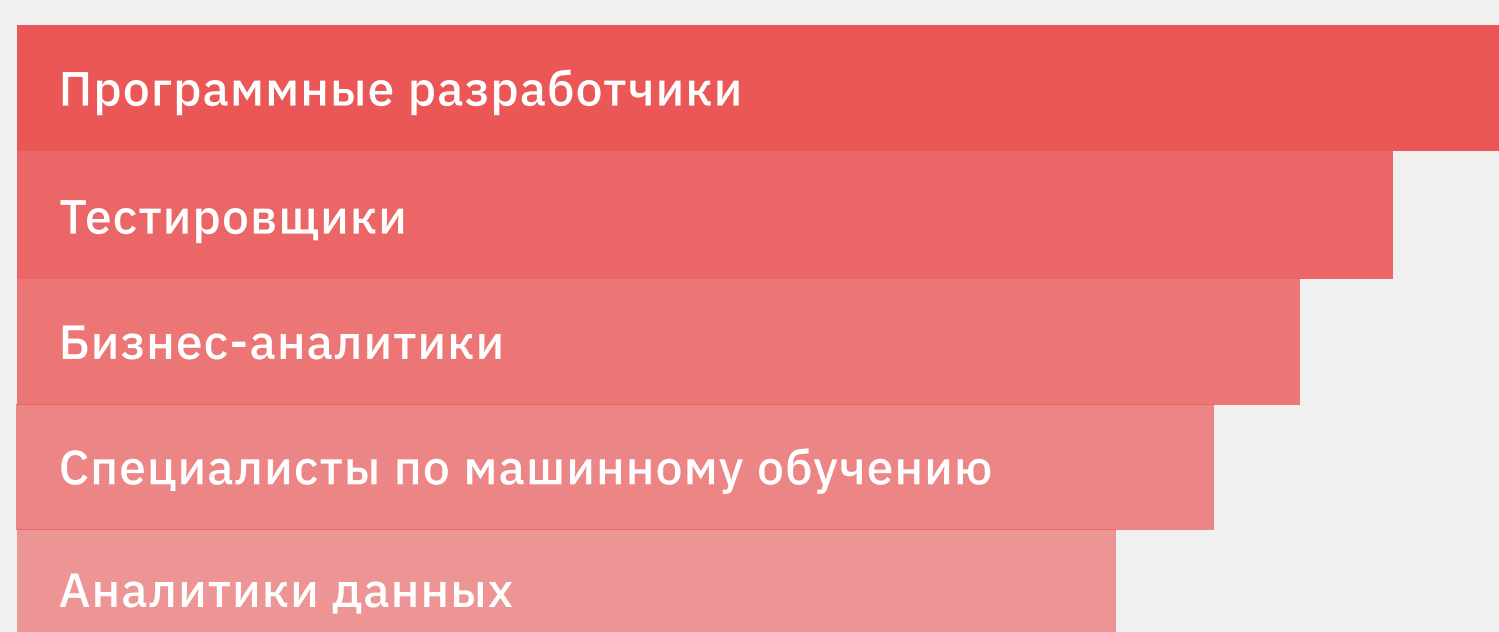 Программные разработчики
Тестировщики
Бизнес-аналитики
Специалисты по машинному обучению
Аналитики данных